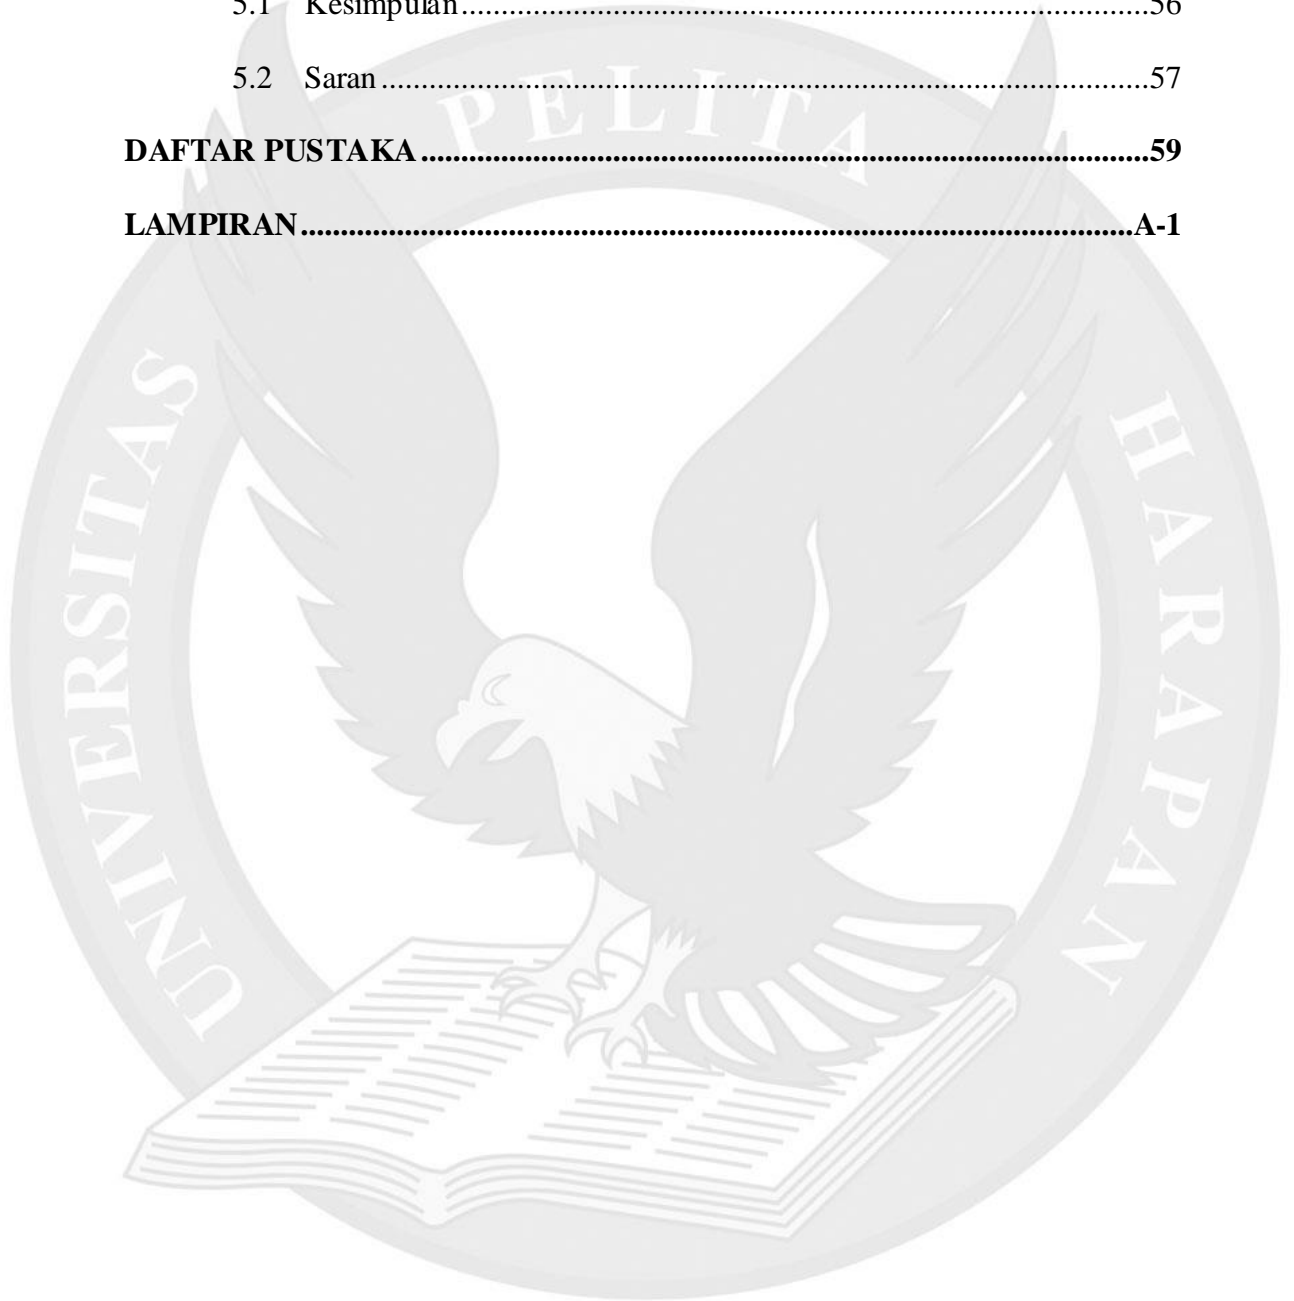 5.1 Kesimpulan....................................................................................56
5.2 Saran..............................................................................................57
DAFTAR PUSTAKA..........................................................................................59
LAMPIRAN......................................................................................................A-1
UNIVERSITAS PELITA HARAPAN